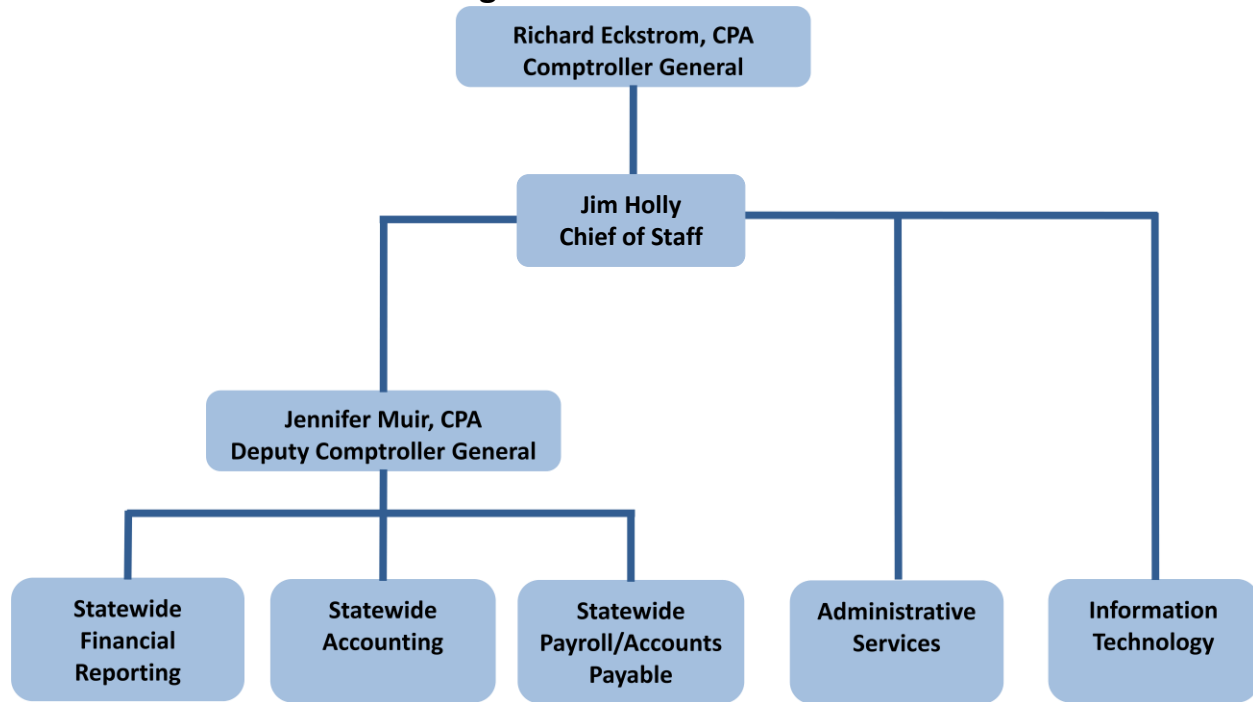 Richard Eckstrom, CPA
Comptroller General
Jim Holly
Chief of Staff
Jennifer Muir, CPA
Deputy Comptroller General
Statewide
Financial
Reporting
Statewide
Accounting
Statewide
Payroll/Accounts
Payable
Administrative
Services
Information
Technology